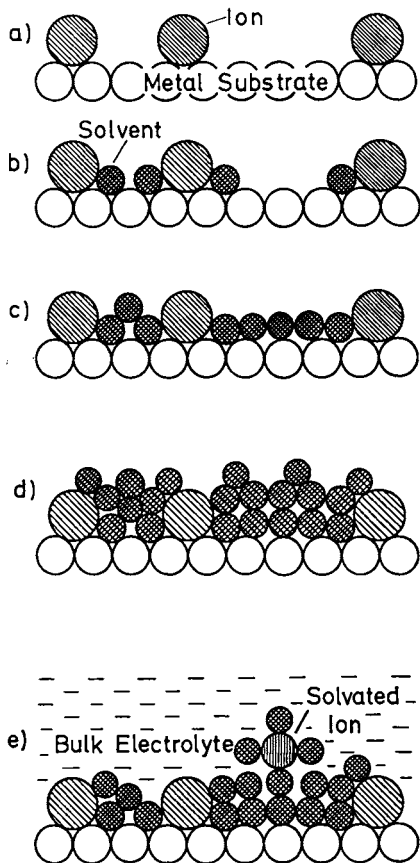 a)
Ion
Metal Substrate
Solvent
b)
c)
d)
e)
Solvated
Ion
Bulk Electrolyte